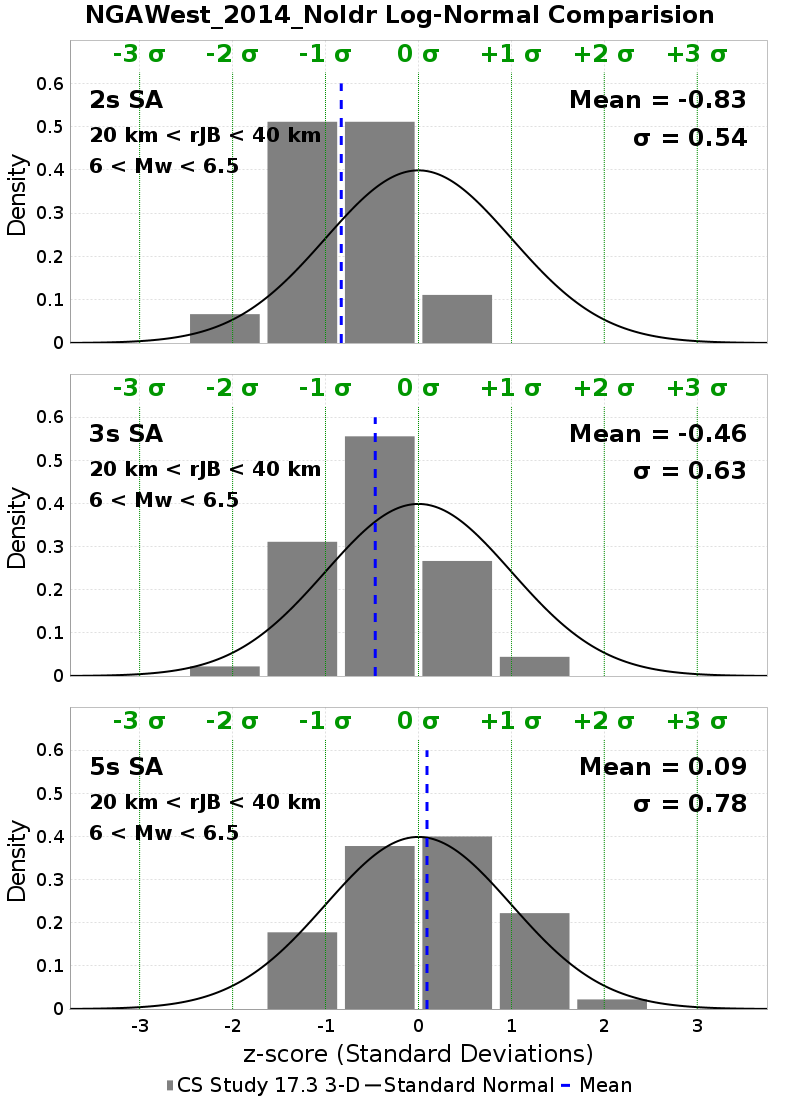 NGAWest_2014_NoIdr Log-Normal Comparision
-3 σ -2 σ -1 σ 0 σ +1 σ +2 σ +3 σ
0.6
2s SA Mean = -0.83
0.5
20 km < rJB < 40 km σ = 0.54
6 < Mw < 6.5
0.4
Density
0.3
0.2
0.1
0
-3 σ -2 σ -1 σ 0 σ +1 σ +2 σ +3 σ
0.6
3s SA Mean = -0.46
0.5
20 km < rJB < 40 km σ = 0.63
6 < Mw < 6.5
0.4
Density
0.3
0.2
0.1
0
-3 σ -2 σ -1 σ 0 σ +1 σ +2 σ +3 σ
0.6
5s SA Mean = 0.09
0.5
20 km < rJB < 40 km σ = 0.78
6 < Mw < 6.5
0.4
Density
0.3
0.2
0.1
0
-3 -2 -1 0 1 2 3
z-score (Standard Deviations)
CS Study 17.3 3-D Standard Normal Mean